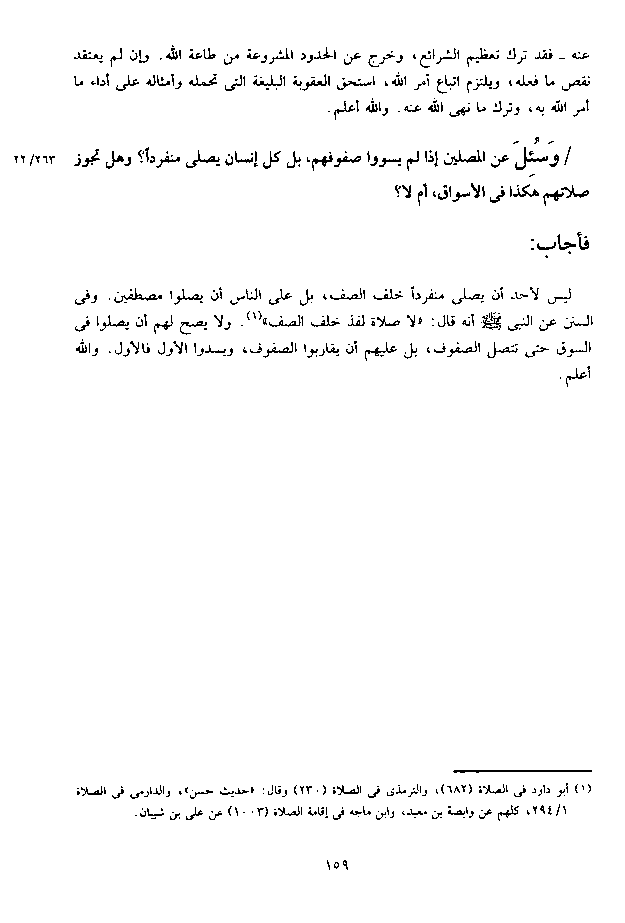 عنه ـ فقد ترك تعظيم الشرائع، وخرج عن الحدود المشروعة من طاعة الله. وإن لم يعتقد
نقص ما فعله، ويلتزم اتباع أمر الله، استحق العقوبة البليغة التى تحمله وأمثاله على أداء ما
أمر الله به، وترك ما نهى الله عنه. والله أعلم.
/ وَسُئِلَ عن المصلين إذا لم يسووا صفوفهم، بل كل إنسان يصلى منفرداً؟ وهل تجوز ٢٢/٢٦٣
صلاتهم هكذا فى الأسواق، أم لا؟
فأجاب:
ليس لأحد أن يصلى منفرداً خلف الصف، بل على الناس أن يصلوا مصطفين. وفى
السنن عن النبى ﷺ أنه قال: «لا صلاة لفذ خلف الصف»(١). ولا يصح لهم أن يصلوا فى
السوق حتى تتصل الصفوف، بل عليهم أن يقاربوا الصفوف، ويسدوا الأول فالأول. والله
أعلم.
(١) أبو داود فى الصلاة (٦٨٢)، والترمذى فى الصلاة (٢٣٠) وقال: «حديث حسن»، والدارمى فى الصلاة
١/ ٢٩٤، كلهم عن وابصة بن معبد، وابن ماجه فى إقامة الصلاة (١٠٠٣) عن على بن شيبان.
١٥٩